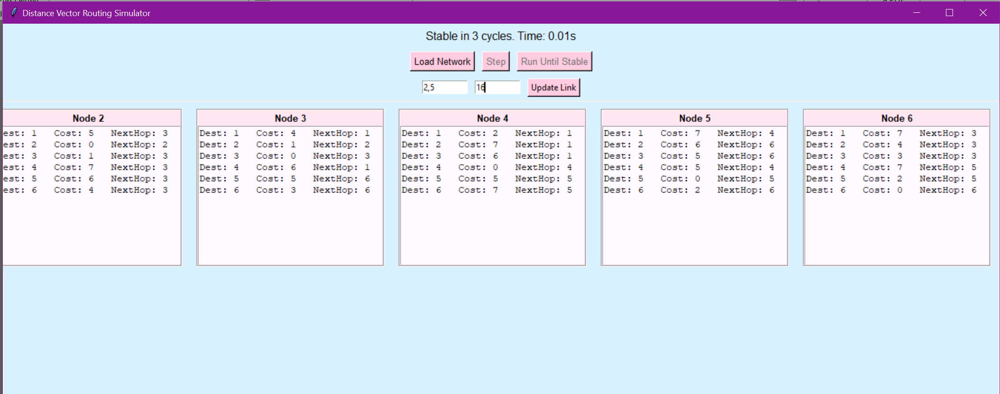 Distance Vector Routing Simulator
Stable in 3 cycles. Time: 0.01s
Load Network Step Run Until Stable
2,5 16 Update Link
Node 2
est: 1 Cost: 5 NextHop: 3
est: 2 Cost: 0 NextHop: 2
est: 3 Cost: 1 NextHop: 3
est: 4 Cost: 7 NextHop: 3
est: 5 Cost: 6 NextHop: 3
est: 6 Cost: 4 NextHop: 3
Node 3
Dest: 1 Cost: 4 NextHop: 1
Dest: 2 Cost: 1 NextHop: 2
Dest: 3 Cost: 0 NextHop: 3
Dest: 4 Cost: 6 NextHop: 1
Dest: 5 Cost: 5 NextHop: 6
Dest: 6 Cost: 3 NextHop: 6
Node 4
Dest: 1 Cost: 2 NextHop: 1
Dest: 2 Cost: 7 NextHop: 1
Dest: 3 Cost: 6 NextHop: 1
Dest: 4 Cost: 0 NextHop: 4
Dest: 5 Cost: 5 NextHop: 5
Dest: 6 Cost: 7 NextHop: 5
Node 5
Dest: 1 Cost: 7 NextHop: 4
Dest: 2 Cost: 6 NextHop: 6
Dest: 3 Cost: 5 NextHop: 6
Dest: 4 Cost: 5 NextHop: 4
Dest: 5 Cost: 0 NextHop: 5
Dest: 6 Cost: 2 NextHop: 6
Node 6
Dest: 1 Cost: 7 NextHop: 3
Dest: 2 Cost: 4 NextHop: 3
Dest: 3 Cost: 3 NextHop: 3
Dest: 4 Cost: 7 NextHop: 5
Dest: 5 Cost: 2 NextHop: 5
Dest: 6 Cost: 0 NextHop: 6